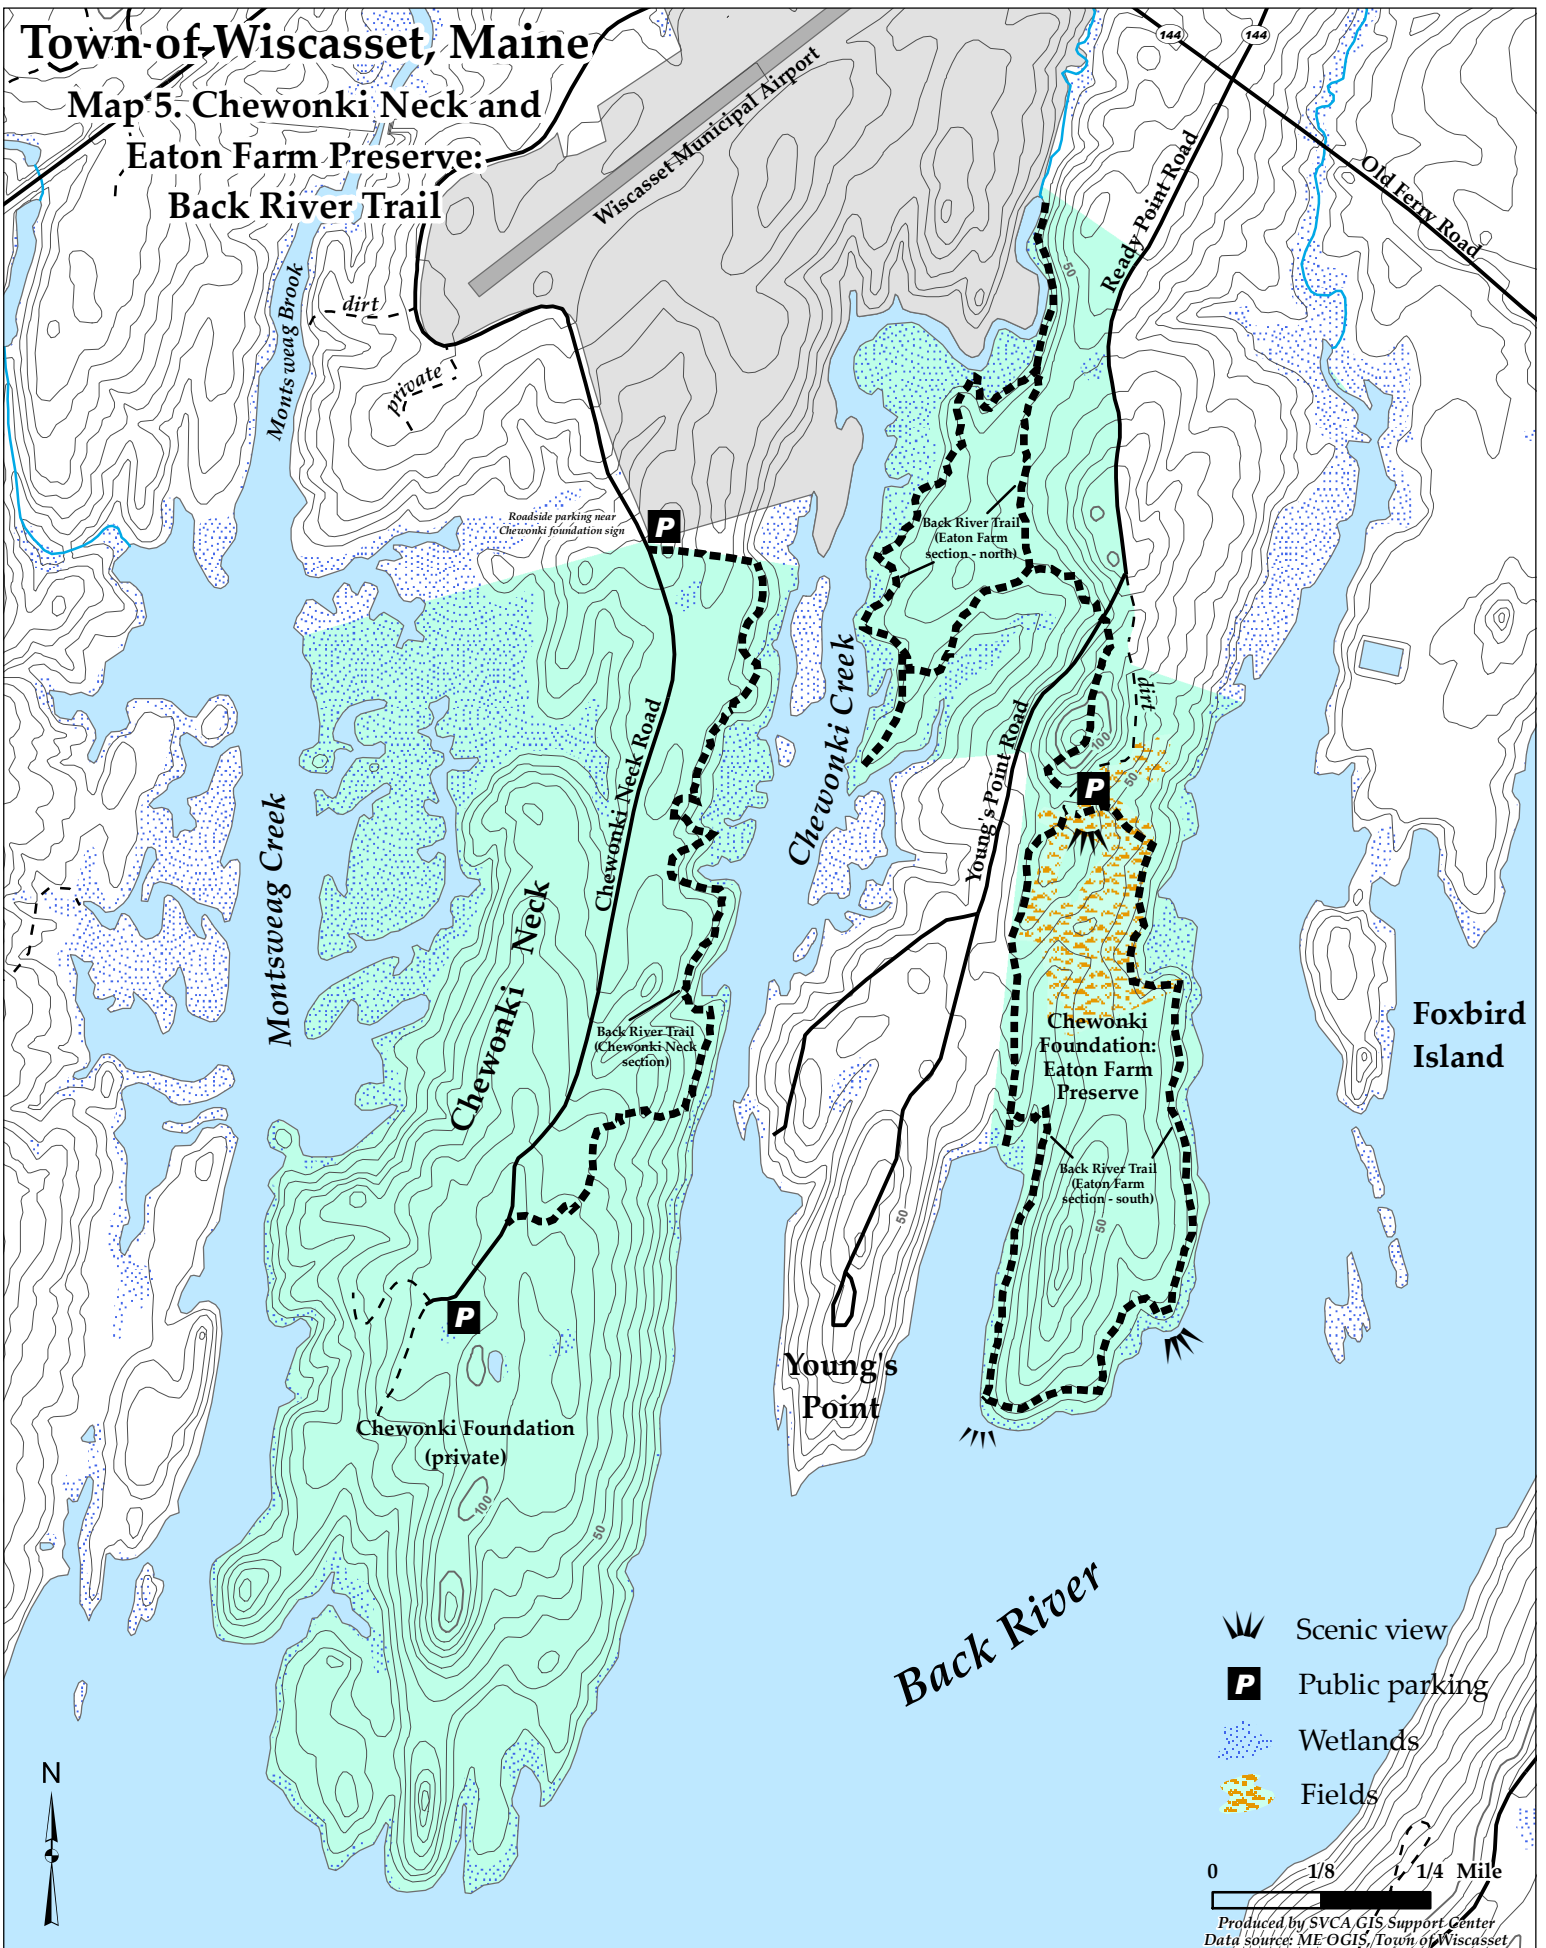 Town of Wiscasset, Maine
Map 5. Chewonki Neck and
Eaton Farm Preserve:
Back River Trail
144
144
Wiscasset Municipal Airport
Ready Point Road
Old Ferry Road
50
Montsweag Brook
dirt
private
Roadside parking near
Chewonki foundation sign
P
Back River Trail
(Eaton Farm
section - north)
Chewonki Creek
Chewonki Neck Road
Young's Point Road
dirt
100
50
P
Montsweag Creek
Chewonki Neck
Back River Trail
(Chewonki Neck
section)
Chewonki
Foundation:
Eaton Farm
Preserve
Foxbird
Island
Back River Trail
(Eaton Farm
section - south)
50
50
P
Young's
Point
Chewonki Foundation
(private)
100
50
Back River
Scenic view
P Public parking
Wetlands
Fields
N
0 1/8 1/4 Mile
Produced by SVCA GIS Support Center
Data source: ME OGIS, Town of Wiscasset